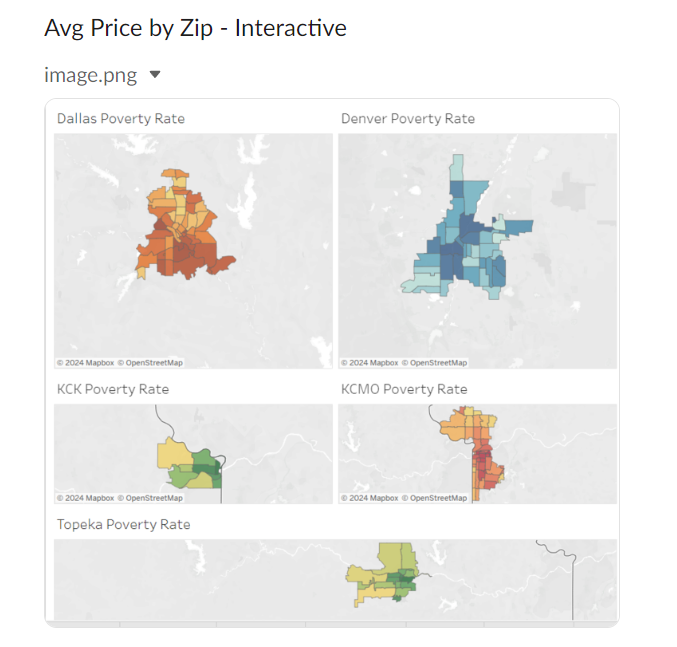 Avg Price by Zip - Interactive
image.png
Dallas Poverty Rate
Denver Poverty Rate
© 2024 Mapbox © OpenStreetMap
© 2024 Mapbox © OpenStreetMap
KCK Poverty Rate
KCMO Poverty Rate
© 2024 Mapbox © OpenStreetMap
© 2024 Mapbox © OpenStreetMap
Topeka Poverty Rate